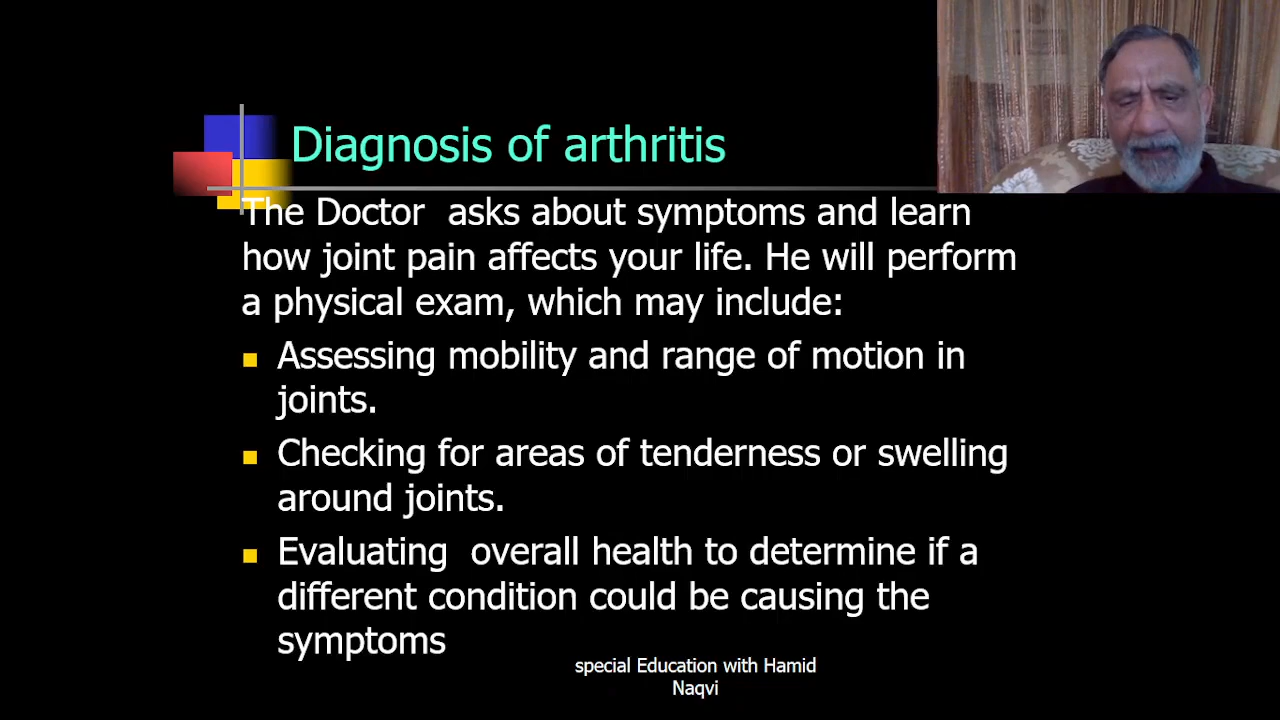 Diagnosis of arthritis
The Doctor  asks about symptoms and learn
how joint pain affects your life. He will perform
a physical exam, which may include:
Assessing mobility and range of motion in
joints.
Checking for areas of tenderness or swelling
around joints.
Evaluating  overall health to determine if a
different condition could be causing the
symptoms
special Education with Hamid
Naqvi